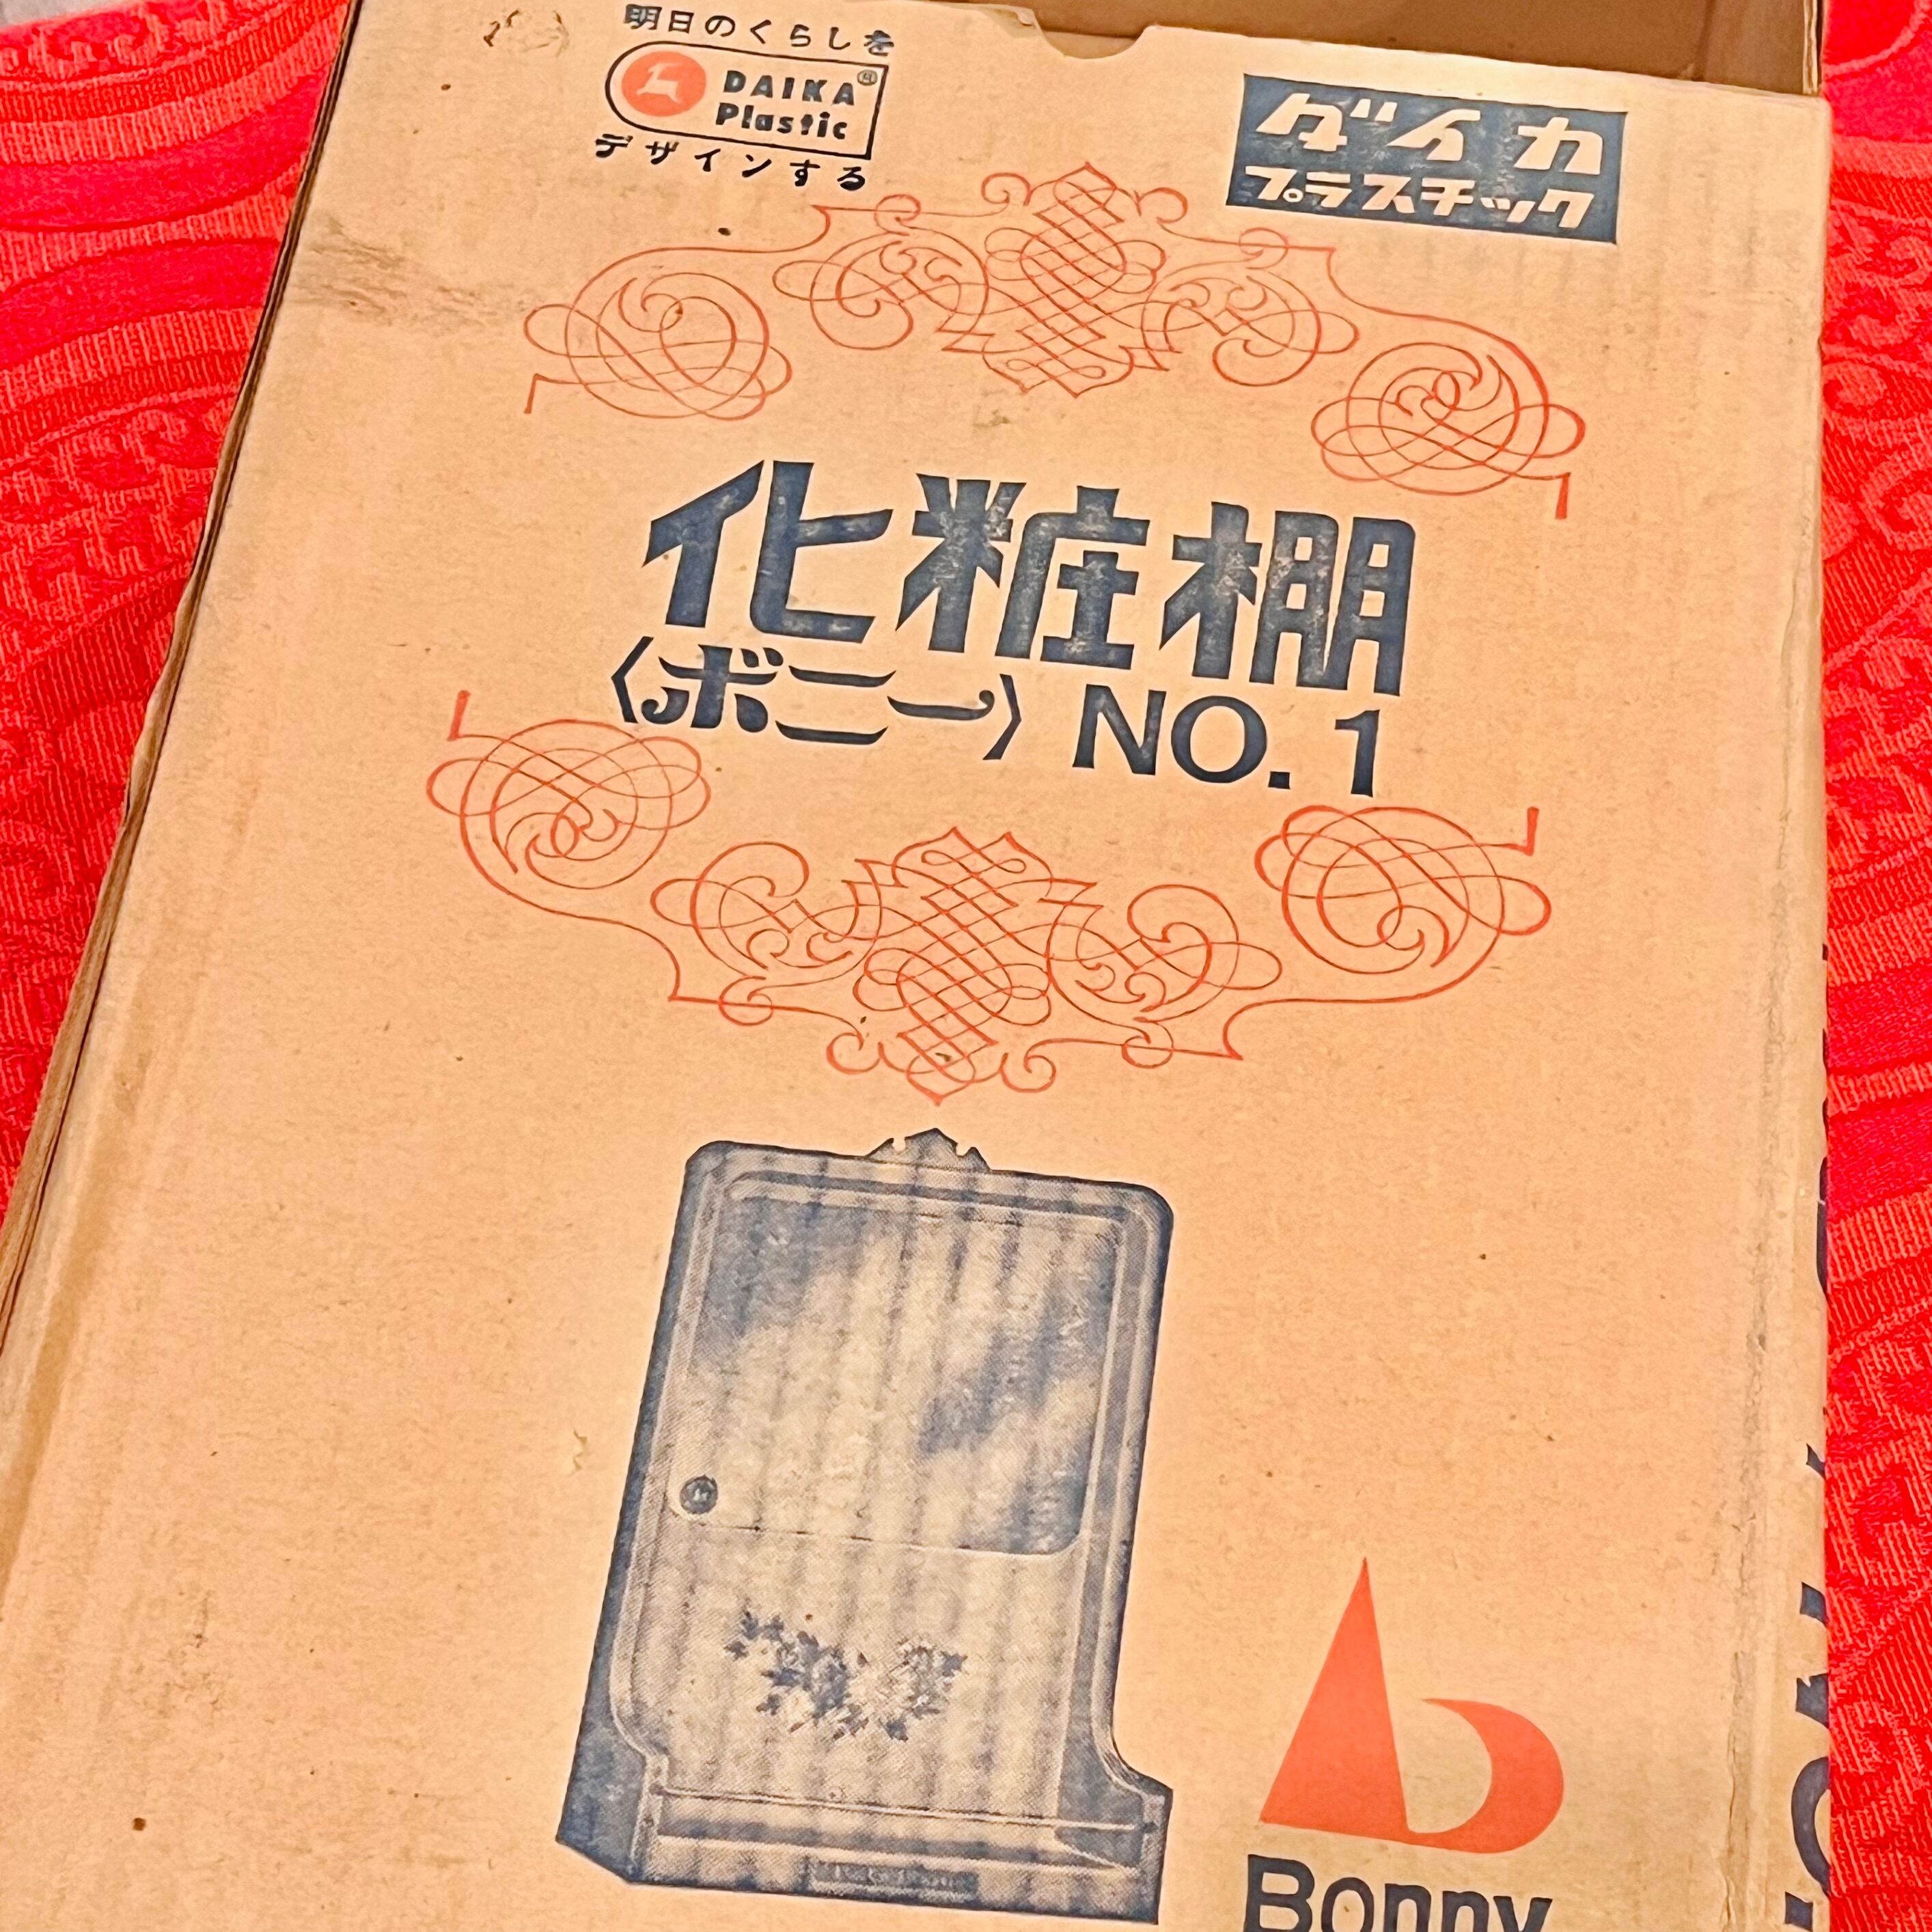 明日のくらしを
DAIKA®
Plastic
デザインする
ダイカ
プラスチック
化粧棚
〈ボニー〉NO.1
Bonny